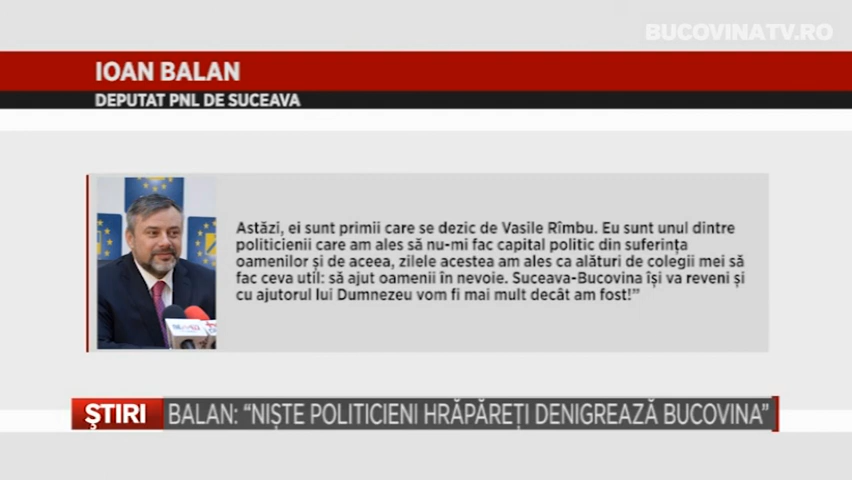 BUCOVINATV.RO
IOAN BALAN
DEPUTAT PNL DE SUCEAVA
Astăzi, ei sunt primii care se dezic de Vasile Rîmbu. Eu sunt unul dintre
politicienii care am ales să nu-mi fac capital politic din suferința
oamenilor și de aceea, zilele acestea am ales ca alături de colegii mei să
fac ceva util: să ajut oamenii în nevoie. Suceava-Bucovina își va reveni și
cu ajutorul lui Dumnezeu vom fi mai mult decât am fost!”
ŞTIRI
BALAN: “NIȘTE POLITICIENI HRĂPĂREȚI DENIGREAZĂ BUCOVINA”